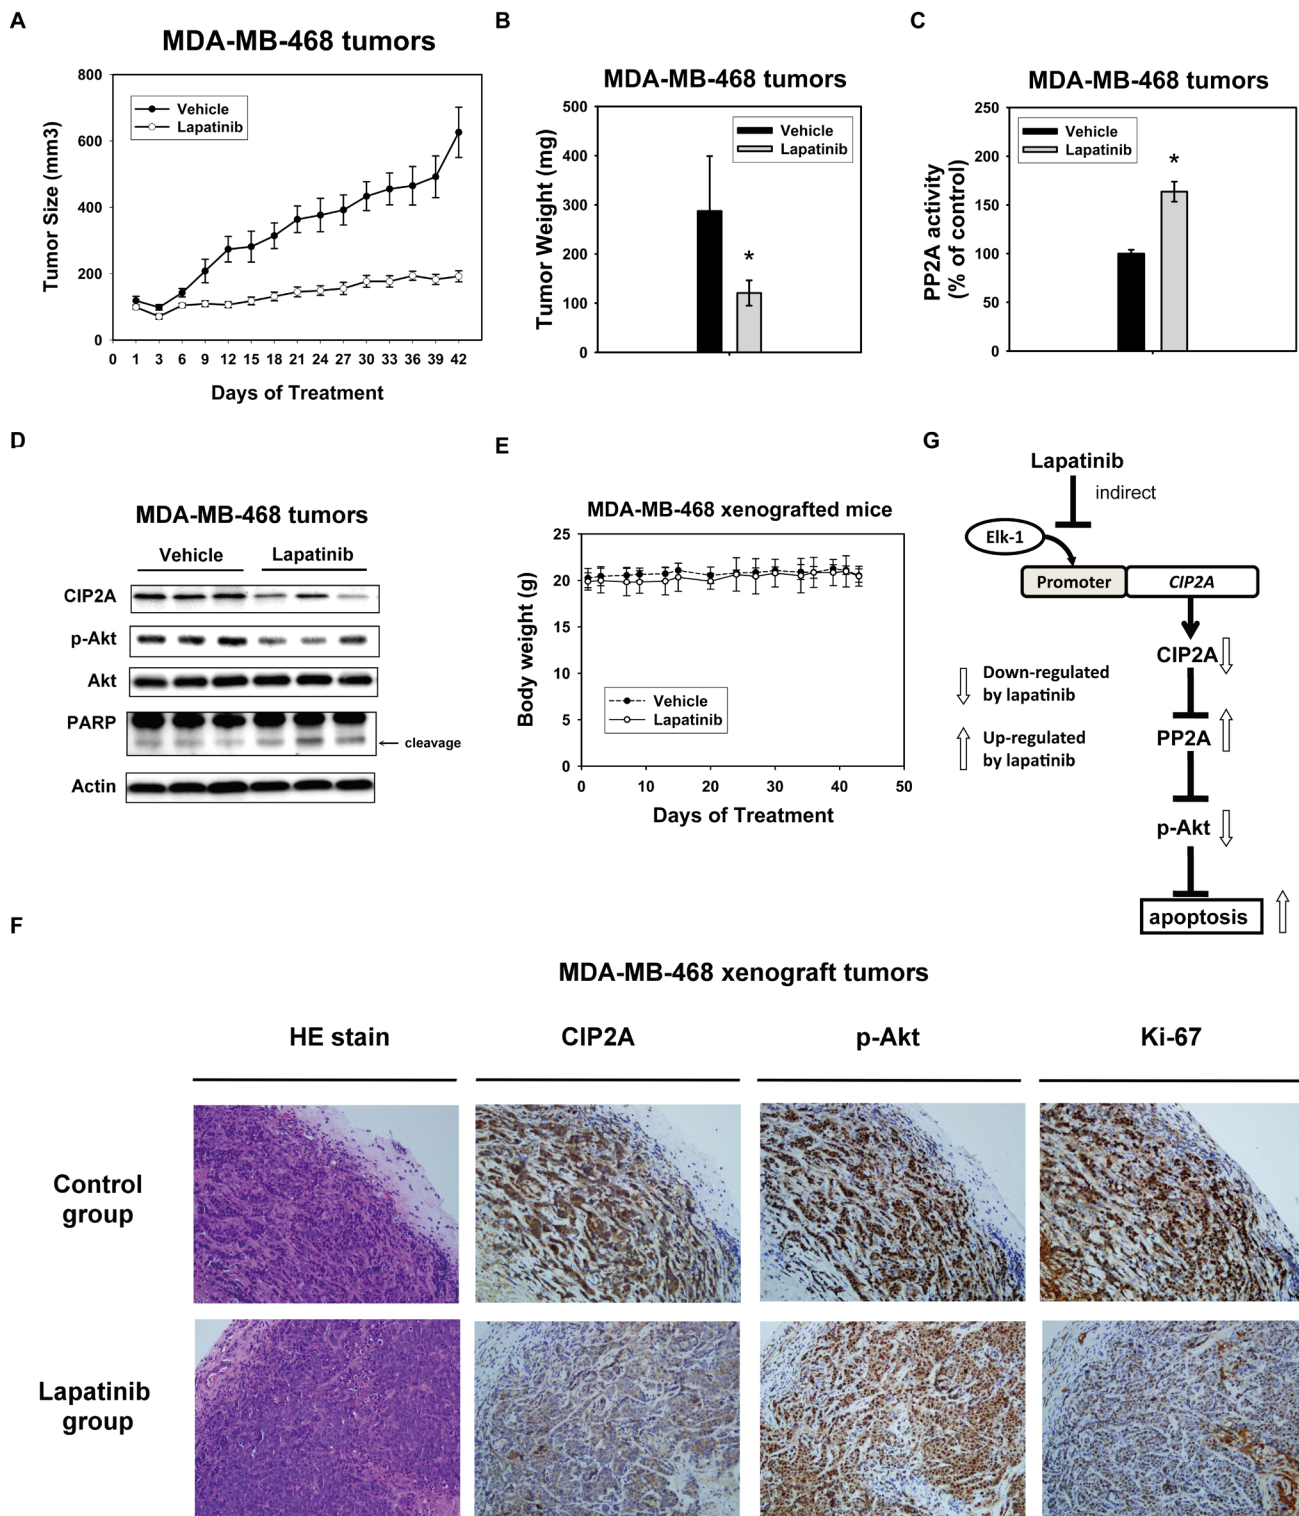 A
MDA-MB-468 tumors
800
600
400
200
0
Tumor Size (mm3)
Vehicle
Lapatinib
0 1 3 6 9 12 15 18 21 24 27 30 33 36 39 42
Days of Treatment
B
MDA-MB-468 tumors
500
400
300
200
100
0
Tumor Weight (mg)
Vehicle
Lapatinib
*
C
MDA-MB-468 tumors
250
200
150
100
50
0
PP2A activity
(% of control)
Vehicle
Lapatinib
*
D
MDA-MB-468 tumors
Vehicle Lapatinib
CIP2A
p-Akt
Akt
PARP
cleavage
Actin
E
MDA-MB-468 xenografted mice
25
20
15
10
5
0
Body weight (g)
Vehicle
Lapatinib
0 10 20 30 40 50
Days of Treatment
G
Lapatinib
indirect
Elk-1
Promoter CIP2A
CIP2A
Down-regulated
by lapatinib
PP2A
Up-regulated
by lapatinib
p-Akt
apoptosis
F
MDA-MB-468 xenograft tumors
HE stain CIP2A p-Akt Ki-67
Control
group
Lapatinib
group